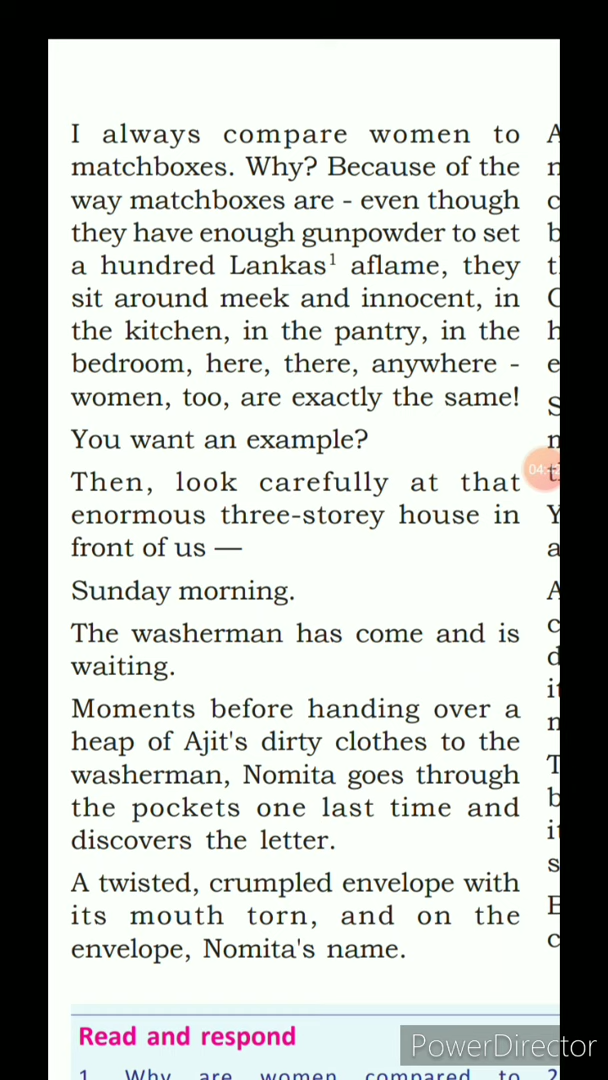 I always compare women to
matchboxes. Why? Because of the
way matchboxes are - even though
they have enough gunpowder to set
a hundred Lankas¹ aflame, they
sit around meek and innocent, in
the kitchen, in the pantry, in the
bedroom, here, there, anywhere -
women, too, are exactly the same!
You want an example?
Then, look carefully at that
enormous three-storey house in
front of us —
Sunday morning.
The washerman has come and is
waiting.
Moments before handing over a
heap of Ajit's dirty clothes to the
washerman, Nomita goes through
the pockets one last time and
discovers the letter.
A twisted, crumpled envelope with
its mouth torn, and on the
envelope, Nomita's name.
Read and respond
1. Why are women compared to
PowerDirector